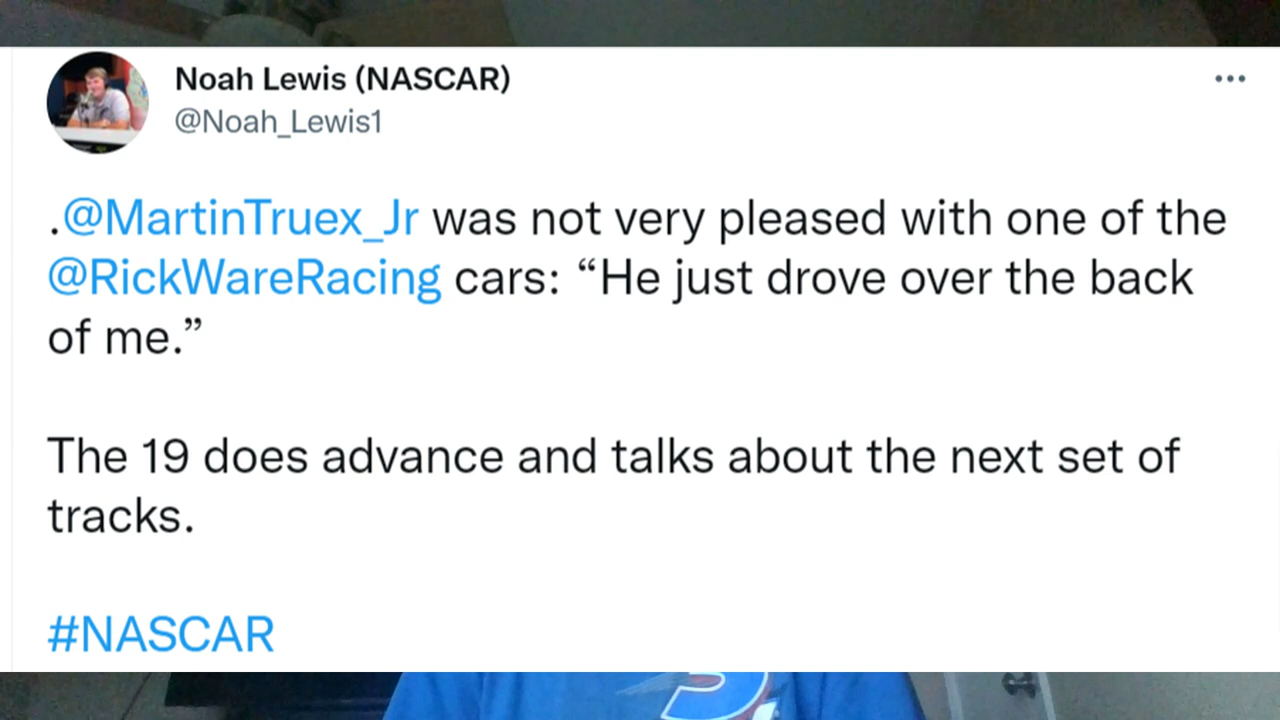 Noah Lewis (NASCAR)
@Noah_Lewis1
.@MartinTruex_Jr was not very pleased with one of the
@RickWareRacing cars: “He just drove over the back
of me.”
The 19 does advance and talks about the next set of
tracks.
#NASCAR